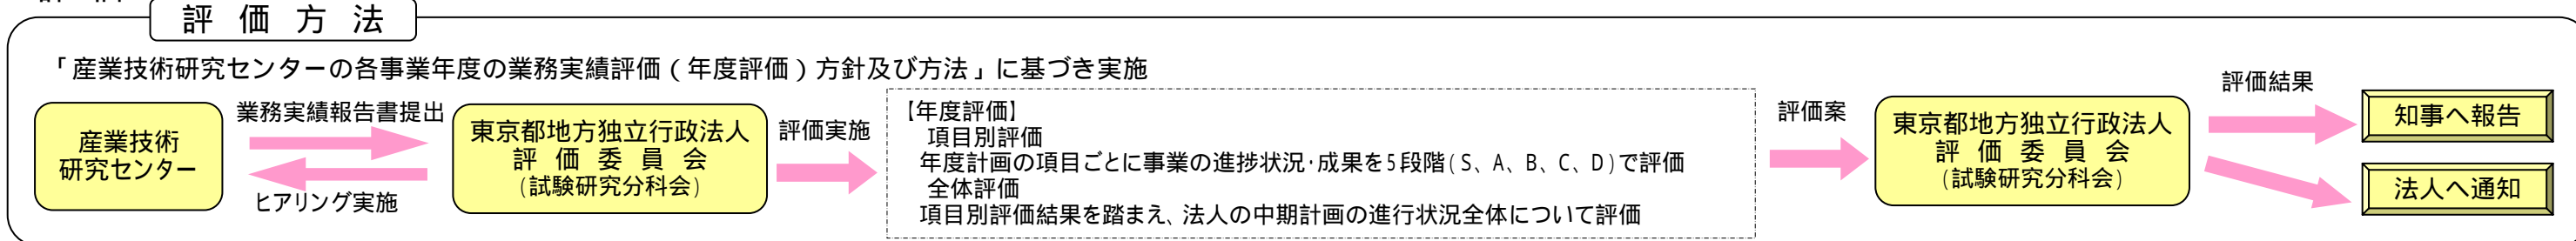 評 価 方 法
「産業技術研究センターの各事業年度の業務実績評価(年度評価)方針及び方法」に基づき実施
産業技術
研究センター
業務実績報告書提出
ヒアリング実施
東京都地方独立行政法人
評 価 委 員 会
(試験研究分科会)
評価実施
【年度評価】
項目別評価
年度計画の項目ごとに事業の進捗状況・成果を5段階(S、A、B、C、D)で評価
全体評価
項目別評価結果を踏まえ、法人の中期計画の進行状況全体について評価
評価案
東京都地方独立行政法人
評 価 委 員 会
(試験研究分科会)
評価結果
知事へ報告
法人へ通知